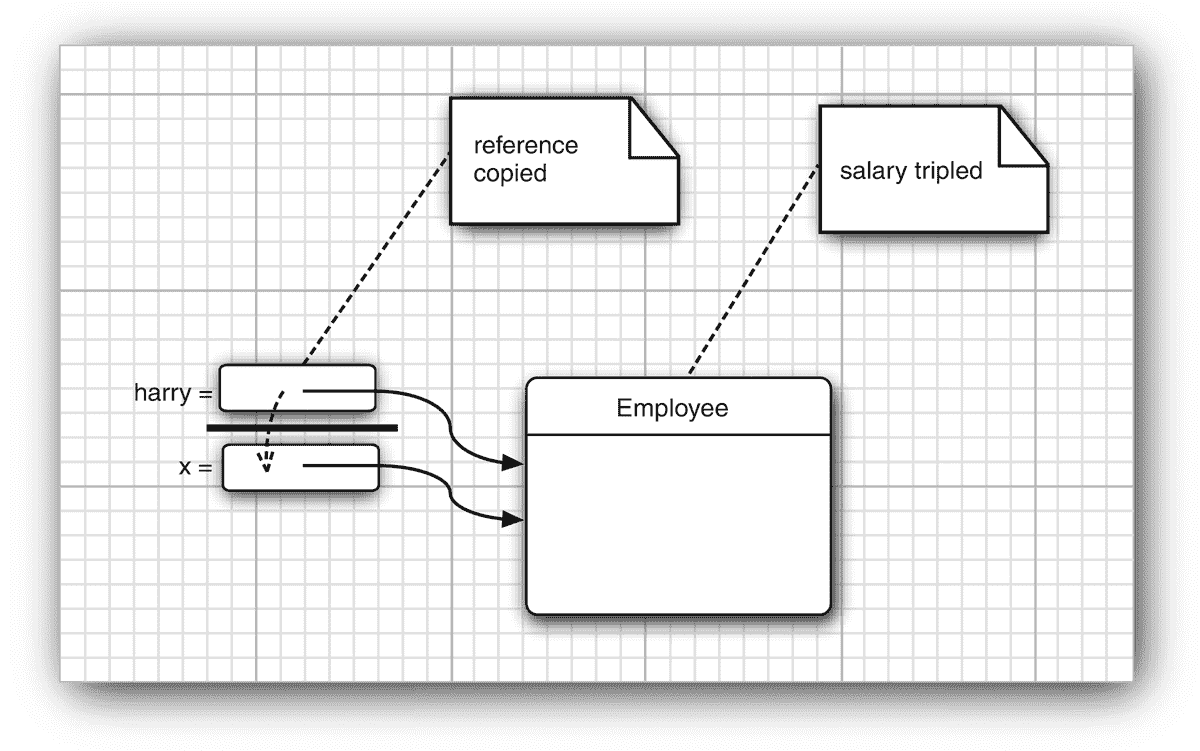 reference
copied
salary tripled
harry =
x =
Employee